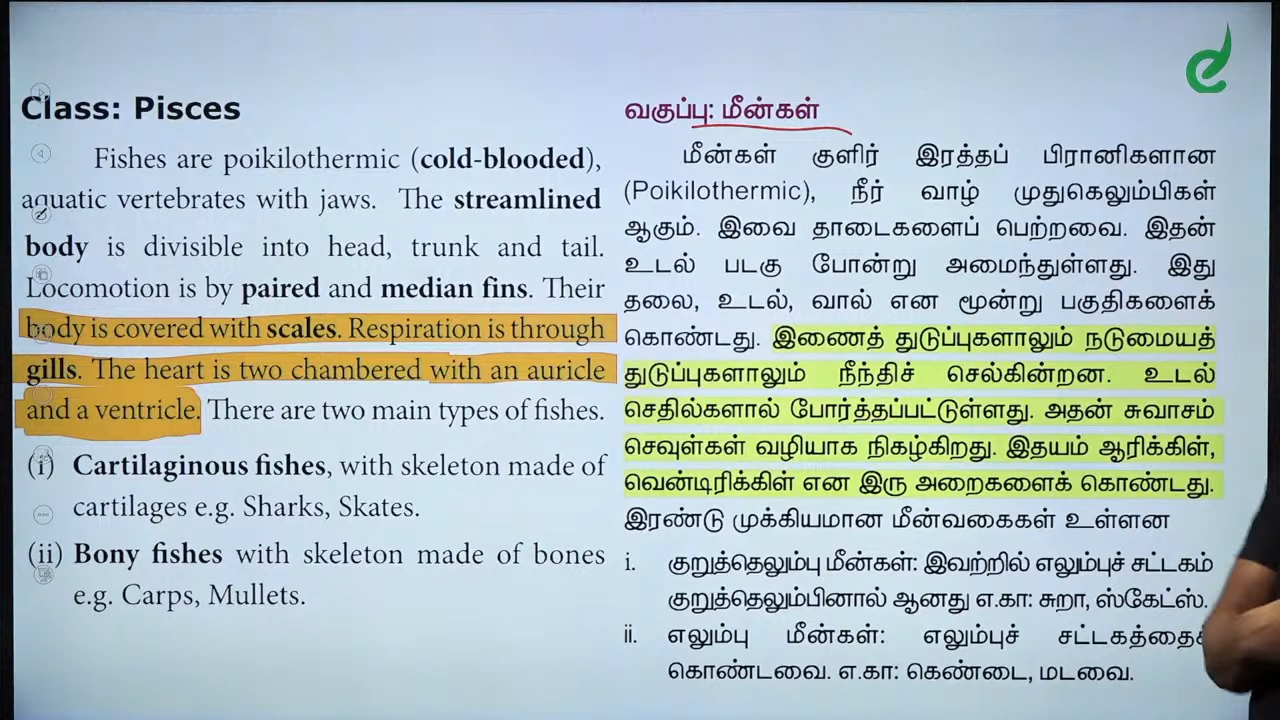 Class: Pisces
Fishes are poikilothermic (cold-blooded),
aquatic vertebrates with jaws. The streamlined
body is divisible into head, trunk and tail.
Locomotion is by paired and median fins. Their
body is covered with scales. Respiration is through
gills. The heart is two chambered with an auricle
and a ventricle. There are two main types of fishes.
(i) Cartilaginous fishes, with skeleton made of
cartilages e.g. Sharks, Skates.
(ii) Bony fishes with skeleton made of bones
e.g. Carps, Mullets.
வகுப்பு: மீன்கள்
மீன்கள் குளிர் இரத்தப் பிரானிகளான
(Poikilothermic), நீர் வாழ் முதுகெலும்பிகள்
ஆகும். இவை தாடைகளைப் பெற்றவை. இதன்
உடல் படகு போன்று அமைந்துள்ளது. இது
தலை, உடல், வால் என மூன்று பகுதிகளைக்
கொண்டது. இணைத் துடுப்புகளாலும் நடுமையத்
துடுப்புகளாலும் நீந்திச் செல்கின்றன. உடல்
செதில்களால் போர்த்தப்பட்டுள்ளது. அதன் சுவாசம்
செவுள்கள் வழியாக நிகழ்கிறது. இதயம் ஆரிக்கிள்,
வென்டிரிக்கிள் என இரு அறைகளைக் கொண்டது.
இரண்டு முக்கியமான மீன்வகைகள் உள்ளன
i. குறுத்தெலும்பு மீன்கள்: இவற்றில் எலும்புச் சட்டகம்
குறுத்தெலும்பினால் ஆனது எ.கா: சுறா, ஸ்கேட்ஸ்.
ii. எலும்பு மீன்கள்: எலும்புச் சட்டகத்தைக்
கொண்டவை. எ.கா: கெண்டை, மடவை.